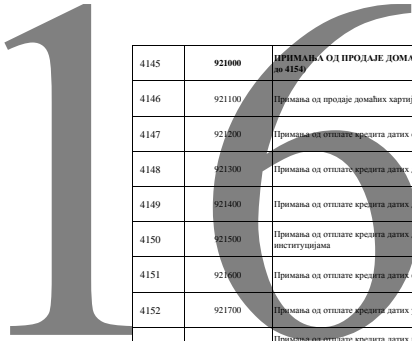 16
4145 921000 ПРИМАЊА ОД ПРОДАЈЕ
до 4154)
4146 921100 Примања од продаје домаћих
4147 921200 Примања од отплате кредита датих
4148 921300 Примања од отплате кредита датих
4149 921400 Примања од отплате кредита датих
4150 921500 Примања од отплате кредита датих
институцијама
4151 921600 Примања од отплате кредита датих
4152 921700 Примања од отплате кредита датих
Примања од отплате кредита датих